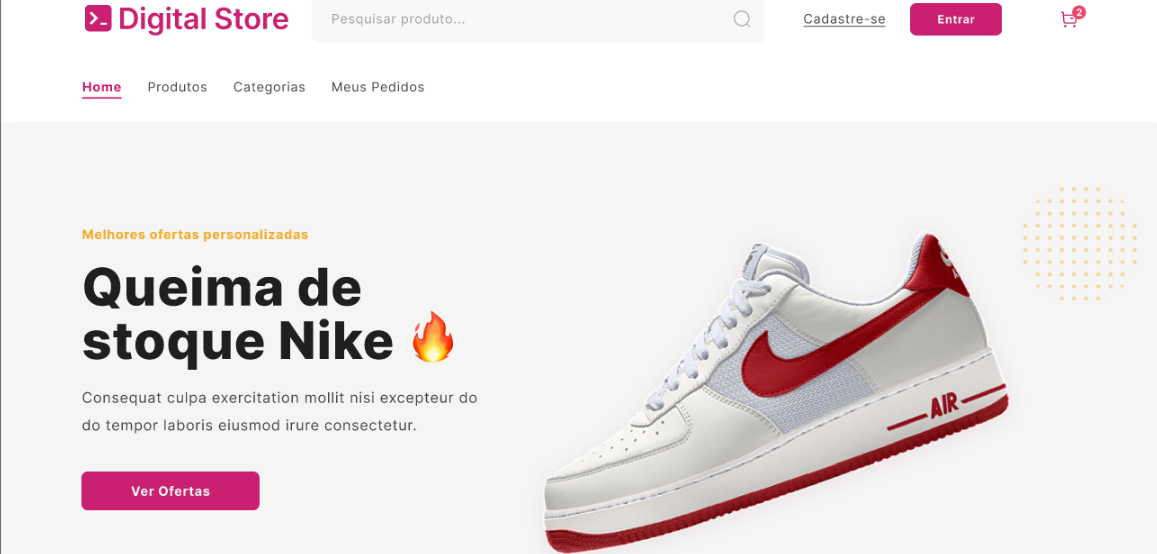 Digital Store
Pesquisar produto...
Cadastre-se
Entrar
2
Home
Produtos
Categorias
Meus Pedidos
Melhores ofertas personalizadas
Queima de
stoque Nike 🔥
Consequat culpa exercitation mollit nisi excepteur do
do tempor laboris eiusmod irure consectetur.
Ver Ofertas
AIR